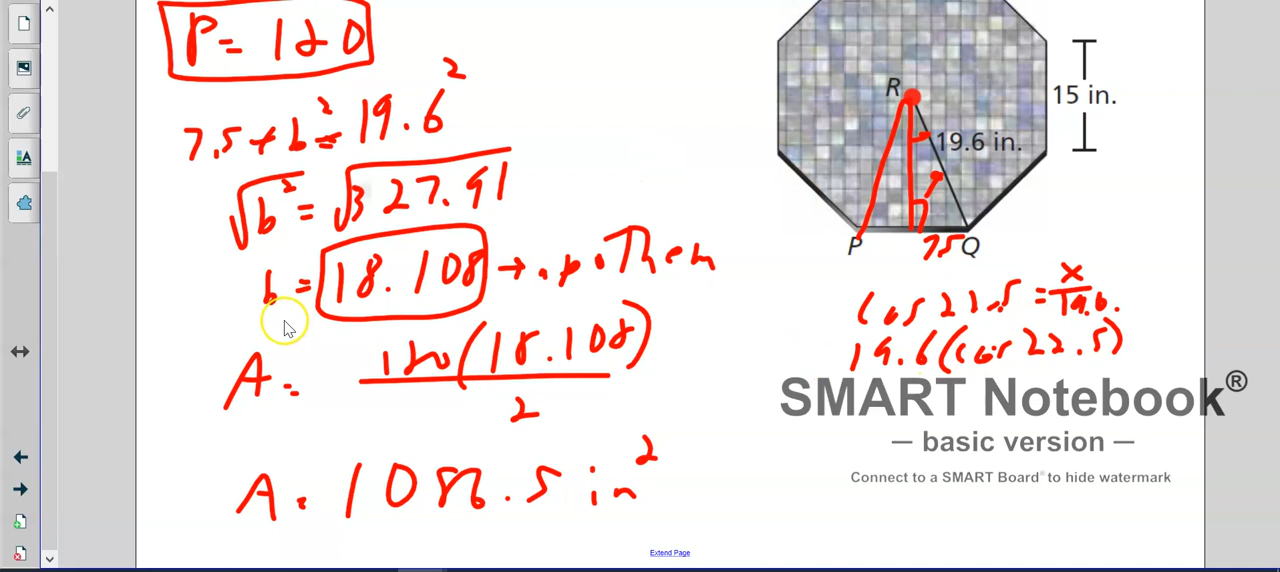 P = 120
7.5 + b² = 19.6²
√b² = √327.91
b = 18.108 → apothem
A = 120(18.108)
2
A = 1086.5 in²
R
19.6 in.
15 in.
P
7.5
Q
cos 22.5 = x/19.6
19.6(cos 22.5)
SMART Notebook®
— basic version —
Connect to a SMART Board® to hide watermark
Extend Page